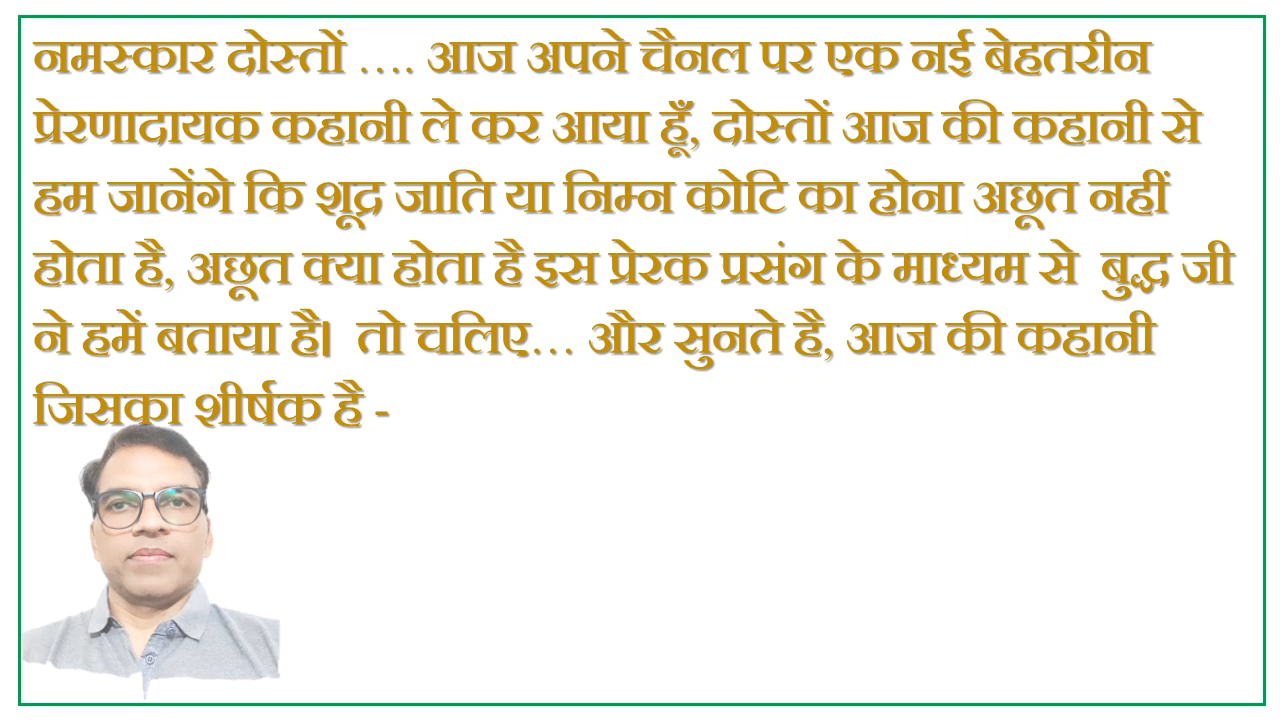 नमस्कार दोस्तों …. आज अपने चैनल पर एक नई बेहतरीन
प्रेरणादायक कहानी ले कर आया हूँ, दोस्तों आज की कहानी से
हम जानेंगे कि शूद्र जाति या निम्न कोटि का होना अछूत नहीं
होता है, अछूत क्या होता है इस प्रेरक प्रसंग के माध्यम से बुद्ध जी
ने हमें बताया है। तो चलिए… और सुनते है, आज की कहानी
जिसका शीर्षक है -